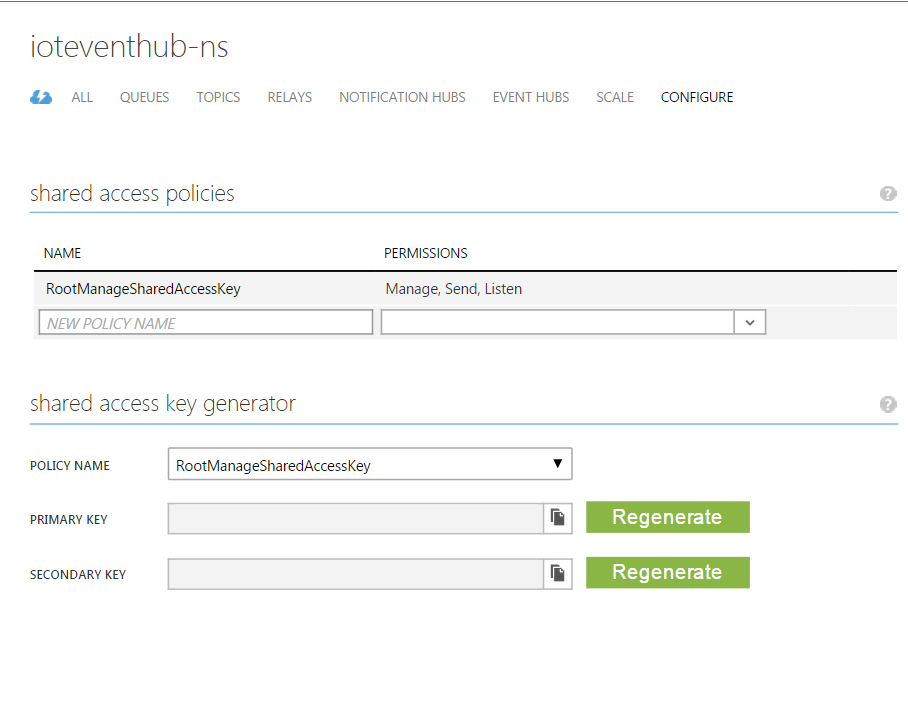 ioteventhub-ns
ALL QUEUES TOPICS RELAYS NOTIFICATION HUBS EVENT HUBS SCALE CONFIGURE
shared access policies ?
NAME PERMISSIONS
RootManageSharedAccessKey Manage, Send, Listen
NEW POLICY NAME
shared access key generator ?
POLICY NAME RootManageSharedAccessKey
PRIMARY KEY Regenerate
SECONDARY KEY Regenerate